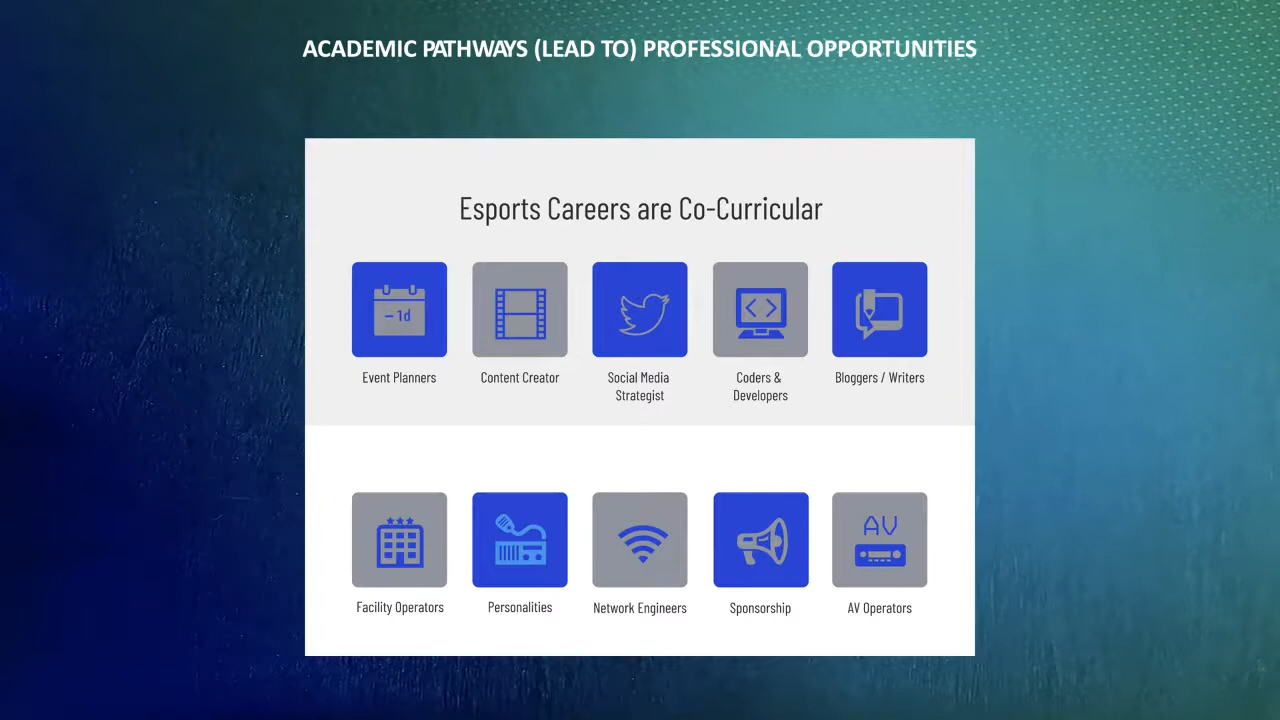 ACADEMIC PATHWAYS (LEAD TO) PROFESSIONAL OPPORTUNITIES
Esports Careers are Co-Curricular
– 1d
Event Planners
Content Creator
Social Media
Strategist
Coders &
Developers
Bloggers / Writers
AV
Facility Operators
Personalities
Network Engineers
Sponsorship
AV Operators